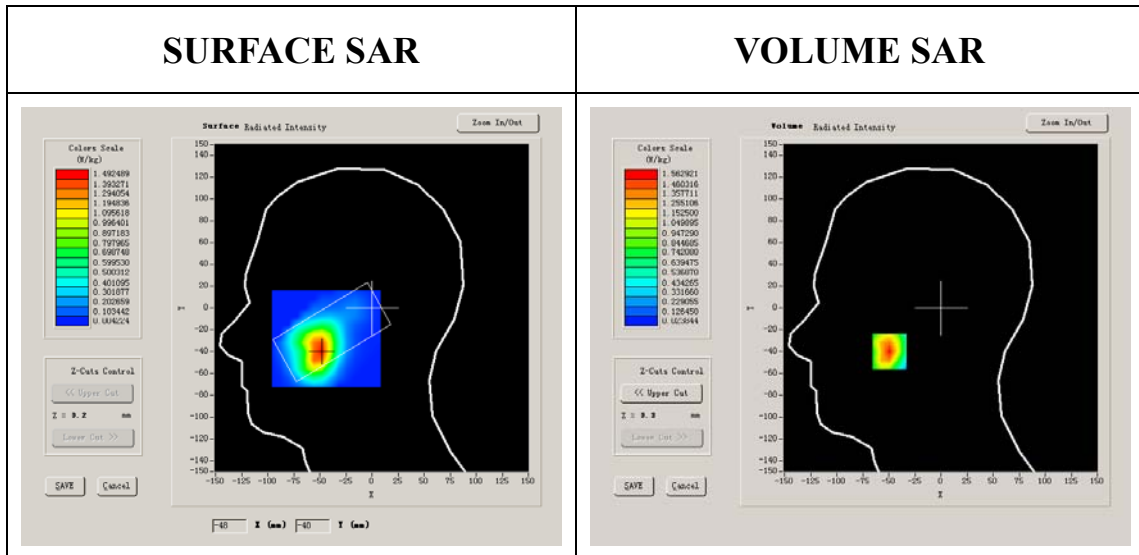 SURFACE SAR
VOLUME SAR
Surface Radiated Intensity
Zoom In/Out
Colors Scale
(W/kg)
1.492489
1.393271
1.294054
1.194836
1.095618
0.996401
0.897183
0.797965
0.698748
0.599530
0.500312
0.401095
0.301877
0.202659
0.103442
0.004224
150
140
120
100
80
60
40
20
0
-20
-40
-60
-80
-100
-120
-140
-150
Y
-150 -125 -100 -75 -50 -25 0 25 50 75 100 125 150
X
Z-Cuts Control
<< Upper Cut
Lower Cut >>
SAVE
Cancel
-48 X (mm) -40 Y (mm)
Volume Radiated Intensity
Zoom In/Out
Colors Scale
(W/kg)
1.562921
1.460316
1.357711
1.255106
1.152500
1.049895
0.947290
0.844685
0.742080
0.639475
0.536870
0.434265
0.331660
0.229055
0.126450
0.023844
150
140
120
100
80
60
40
20
0
-20
-40
-60
-80
-100
-120
-140
-150
Y
-150 -125 -100 -75 -50 -25 0 25 50 75 100 125 150
X
Z-Cuts Control
<< Upper Cut
Lower Cut >>
SAVE
Cancel